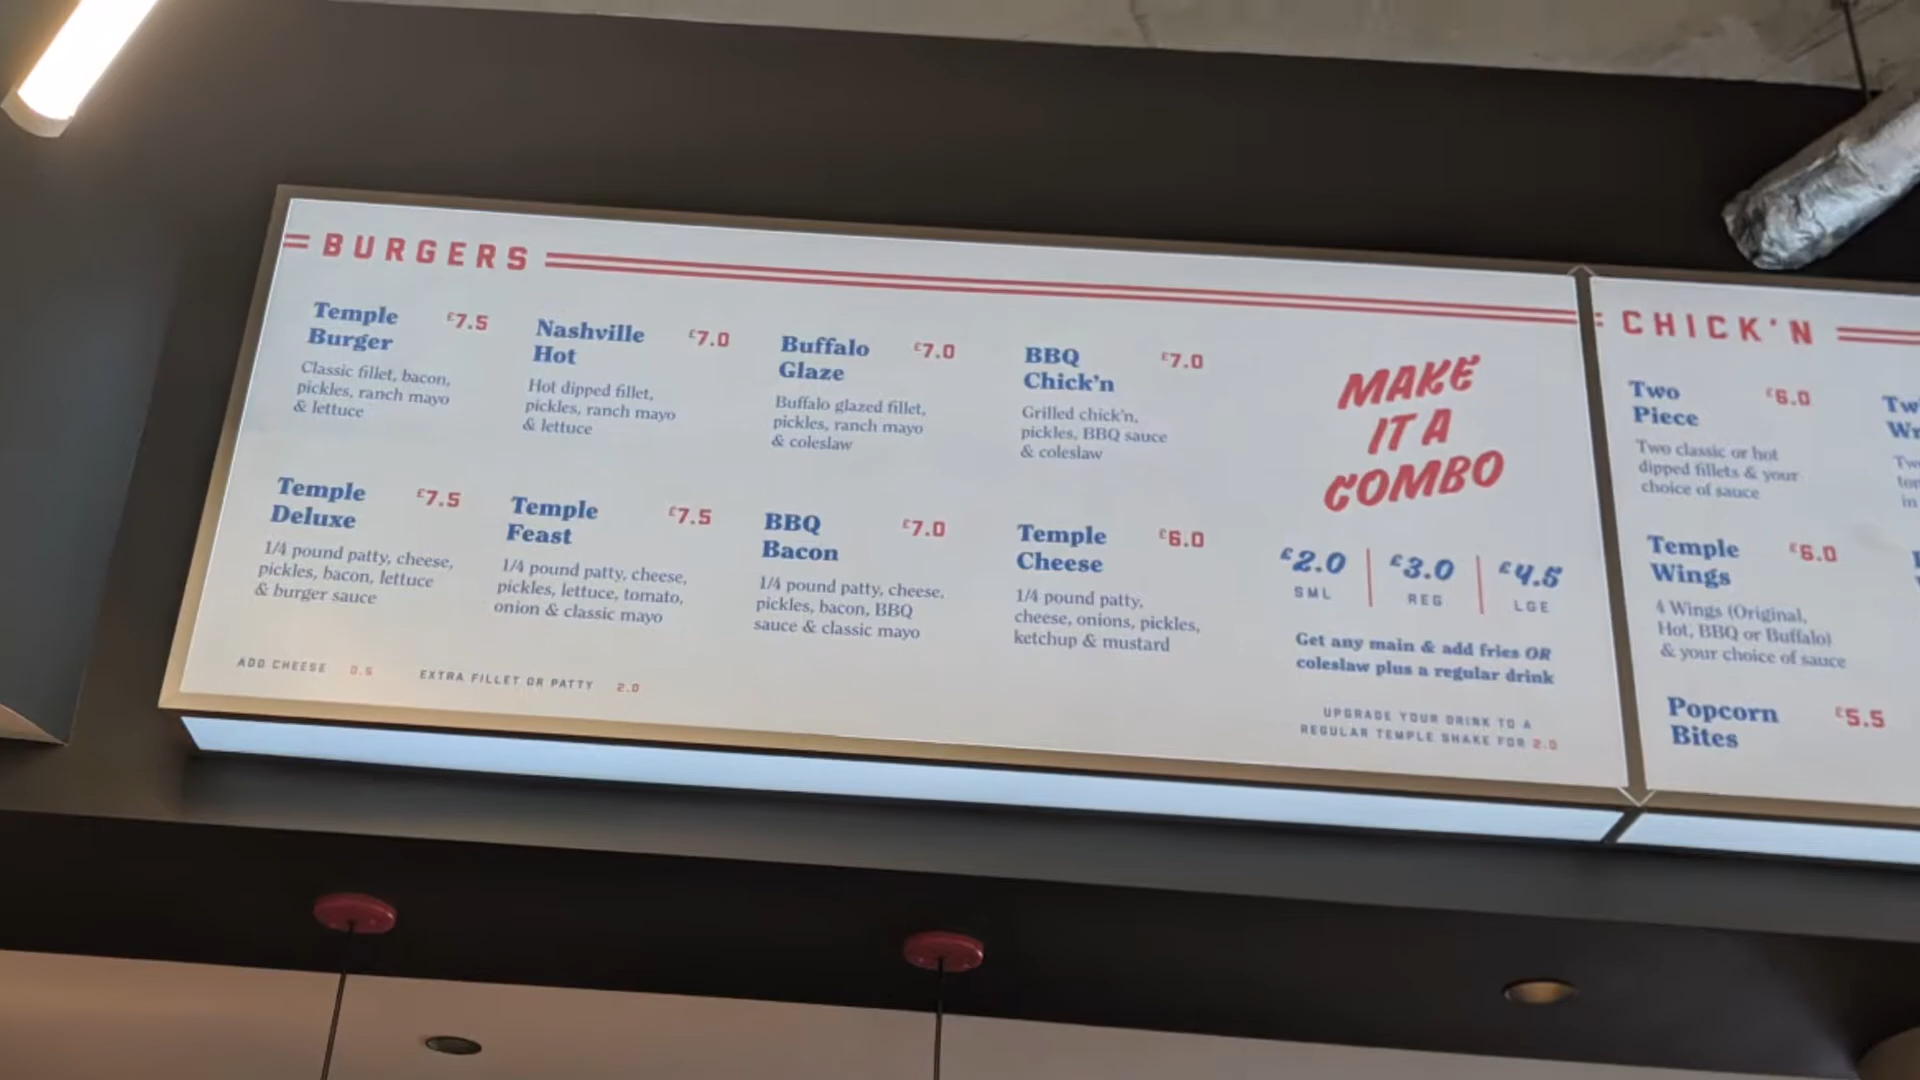 BURGERS
Temple
Burger
£7.5
Classic fillet, bacon,
pickles, ranch mayo
& lettuce
Nashville
Hot
£7.0
Hot dipped fillet,
pickles, ranch mayo
& lettuce
Buffalo
Glaze
£7.0
Buffalo glazed fillet,
pickles, ranch mayo
& coleslaw
BBQ
Chick'n
£7.0
Grilled chick'n,
pickles, BBQ sauce
& coleslaw
Temple
Deluxe
£7.5
1/4 pound patty, cheese,
pickles, bacon, lettuce
& burger sauce
Temple
Feast
£7.5
1/4 pound patty, cheese,
pickles, lettuce, tomato,
onion & classic mayo
BBQ
Bacon
£7.0
1/4 pound patty, cheese,
pickles, bacon, BBQ
sauce & classic mayo
Temple
Cheese
£6.0
1/4 pound patty,
cheese, onions, pickles,
ketchup & mustard
ADD CHEESE 0.5 EXTRA FILLET OR PATTY 2.0
MAKE
IT A
COMBO
£2.0 £3.0 £4.5
SML REG LGE
Get any main & add fries OR
coleslaw plus a regular drink
UPGRADE YOUR DRINK TO A
REGULAR TEMPLE SHAKE FOR 2.0
CHICK'N
Two
Piece
£6.0
Two classic or hot
dipped fillets & your
choice of sauce
Temple
Wings
£6.0
4 Wings (Original,
Hot, BBQ or Buffalo)
& your choice of sauce
Popcorn
Bites
£5.5